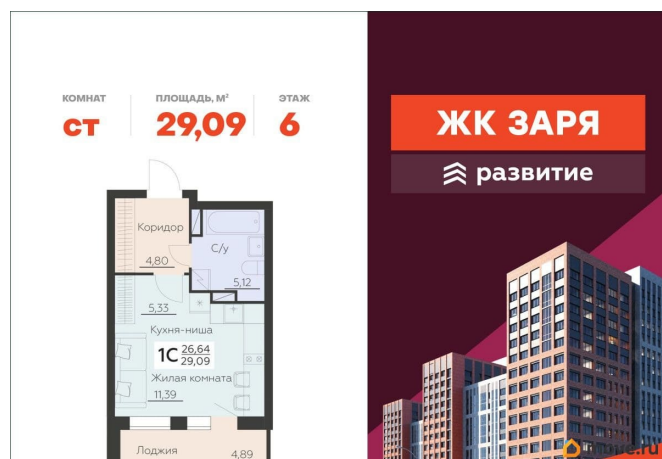 КОМНАТ
ПЛОЩАДЬ, М²
ЭТАЖ
СТ
29,09
6
ЖК ЗАРЯ
развитие
Коридор
4,80
С/у
5,12
5,33
Кухня-ниша
1С
26,64
29,09
Жилая комната
11,39
Лоджия
4,89